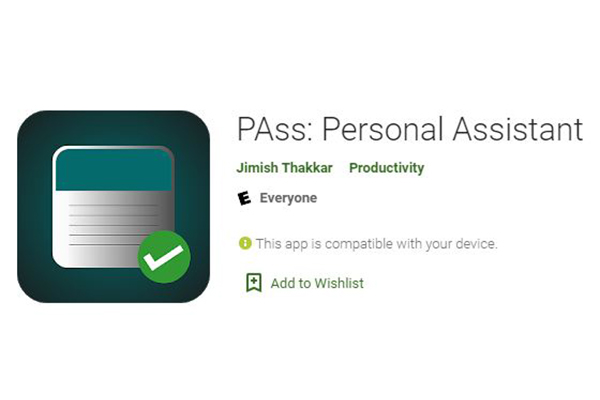 PAss: Personal Assistant
Jimish Thakkar Productivity
E Everyone
This app is compatible with your device.
Add to Wishlist